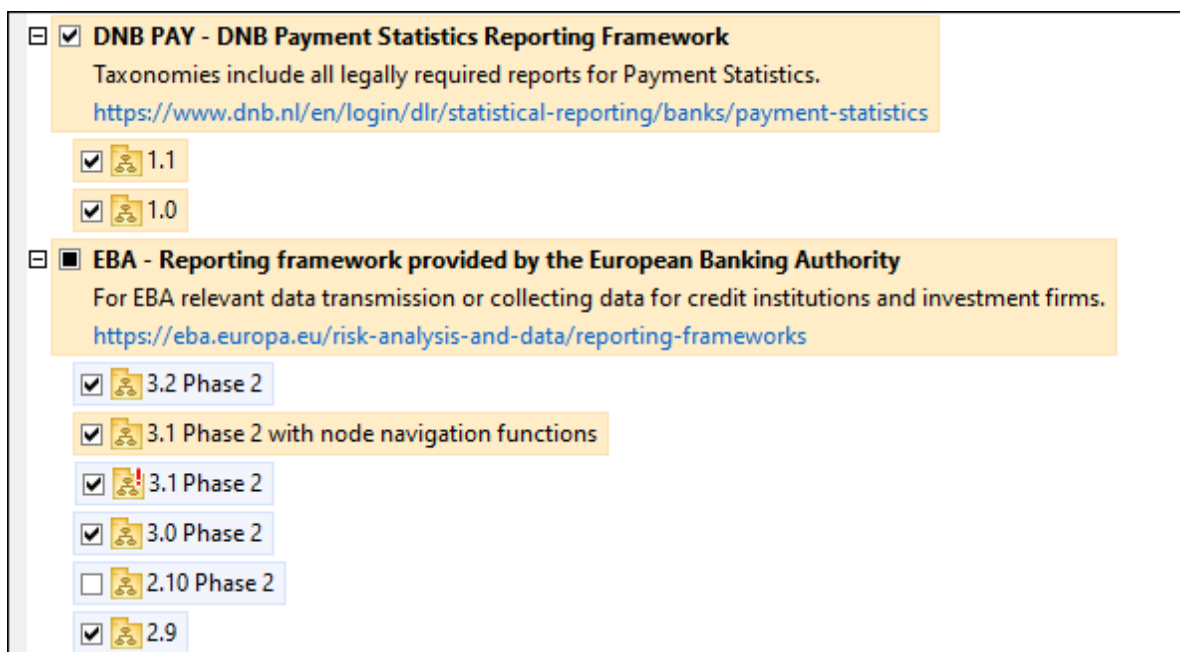 DNB PAY - DNB Payment Statistics Reporting Framework
Taxonomies include all legally required reports for Payment Statistics.
https://www.dnb.nl/en/login/dlr/statistical-reporting/banks/payment-statistics
1.1
1.0
EBA - Reporting framework provided by the European Banking Authority
For EBA relevant data transmission or collecting data for credit institutions and investment firms.
https://eba.europa.eu/risk-analysis-and-data/reporting-frameworks
3.2 Phase 2
3.1 Phase 2 with node navigation functions
3.1 Phase 2
3.0 Phase 2
2.10 Phase 2
2.9